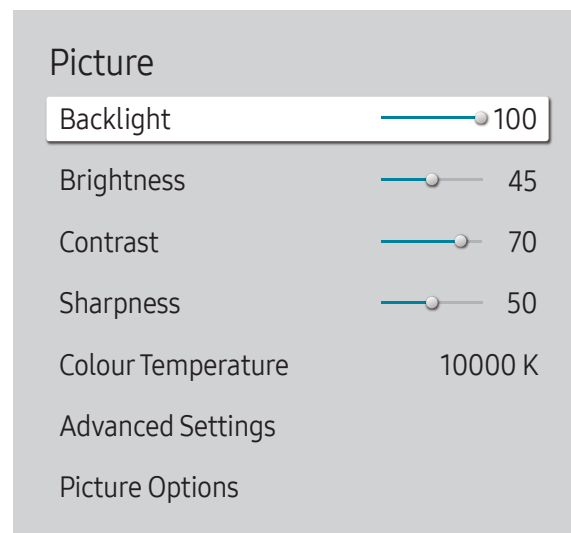 Picture
Backlight 100
Brightness 45
Contrast 70
Sharpness 50
Colour Temperature 10000 K
Advanced Settings
Picture Options